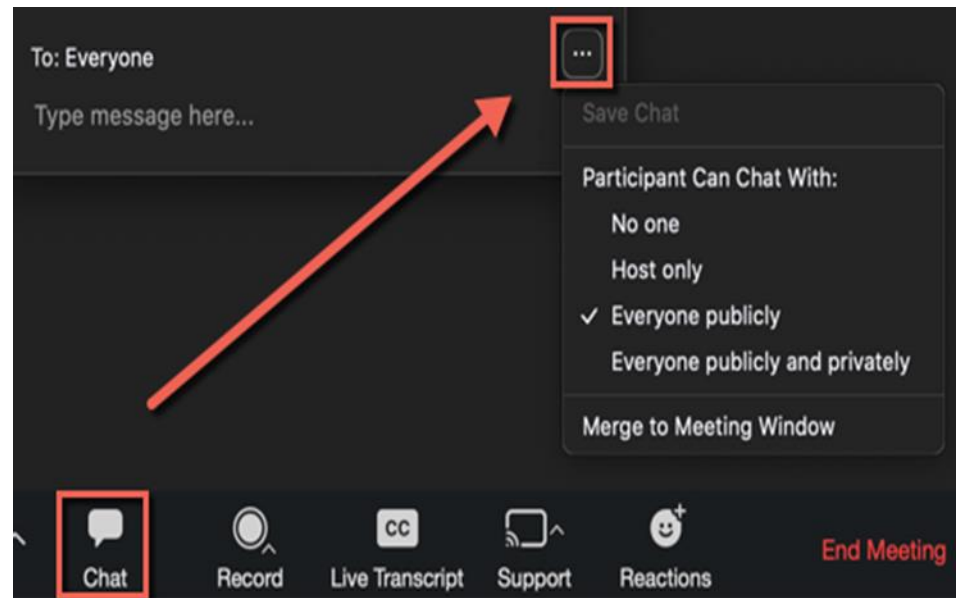 To: Everyone
...
Type message here...
Save Chat
Participant Can Chat With:
No one
Host only
✓ Everyone publicly
Everyone publicly and privately
Merge to Meeting Window
CC
Chat
Record
Live Transcript
Support
Reactions
End Meeting